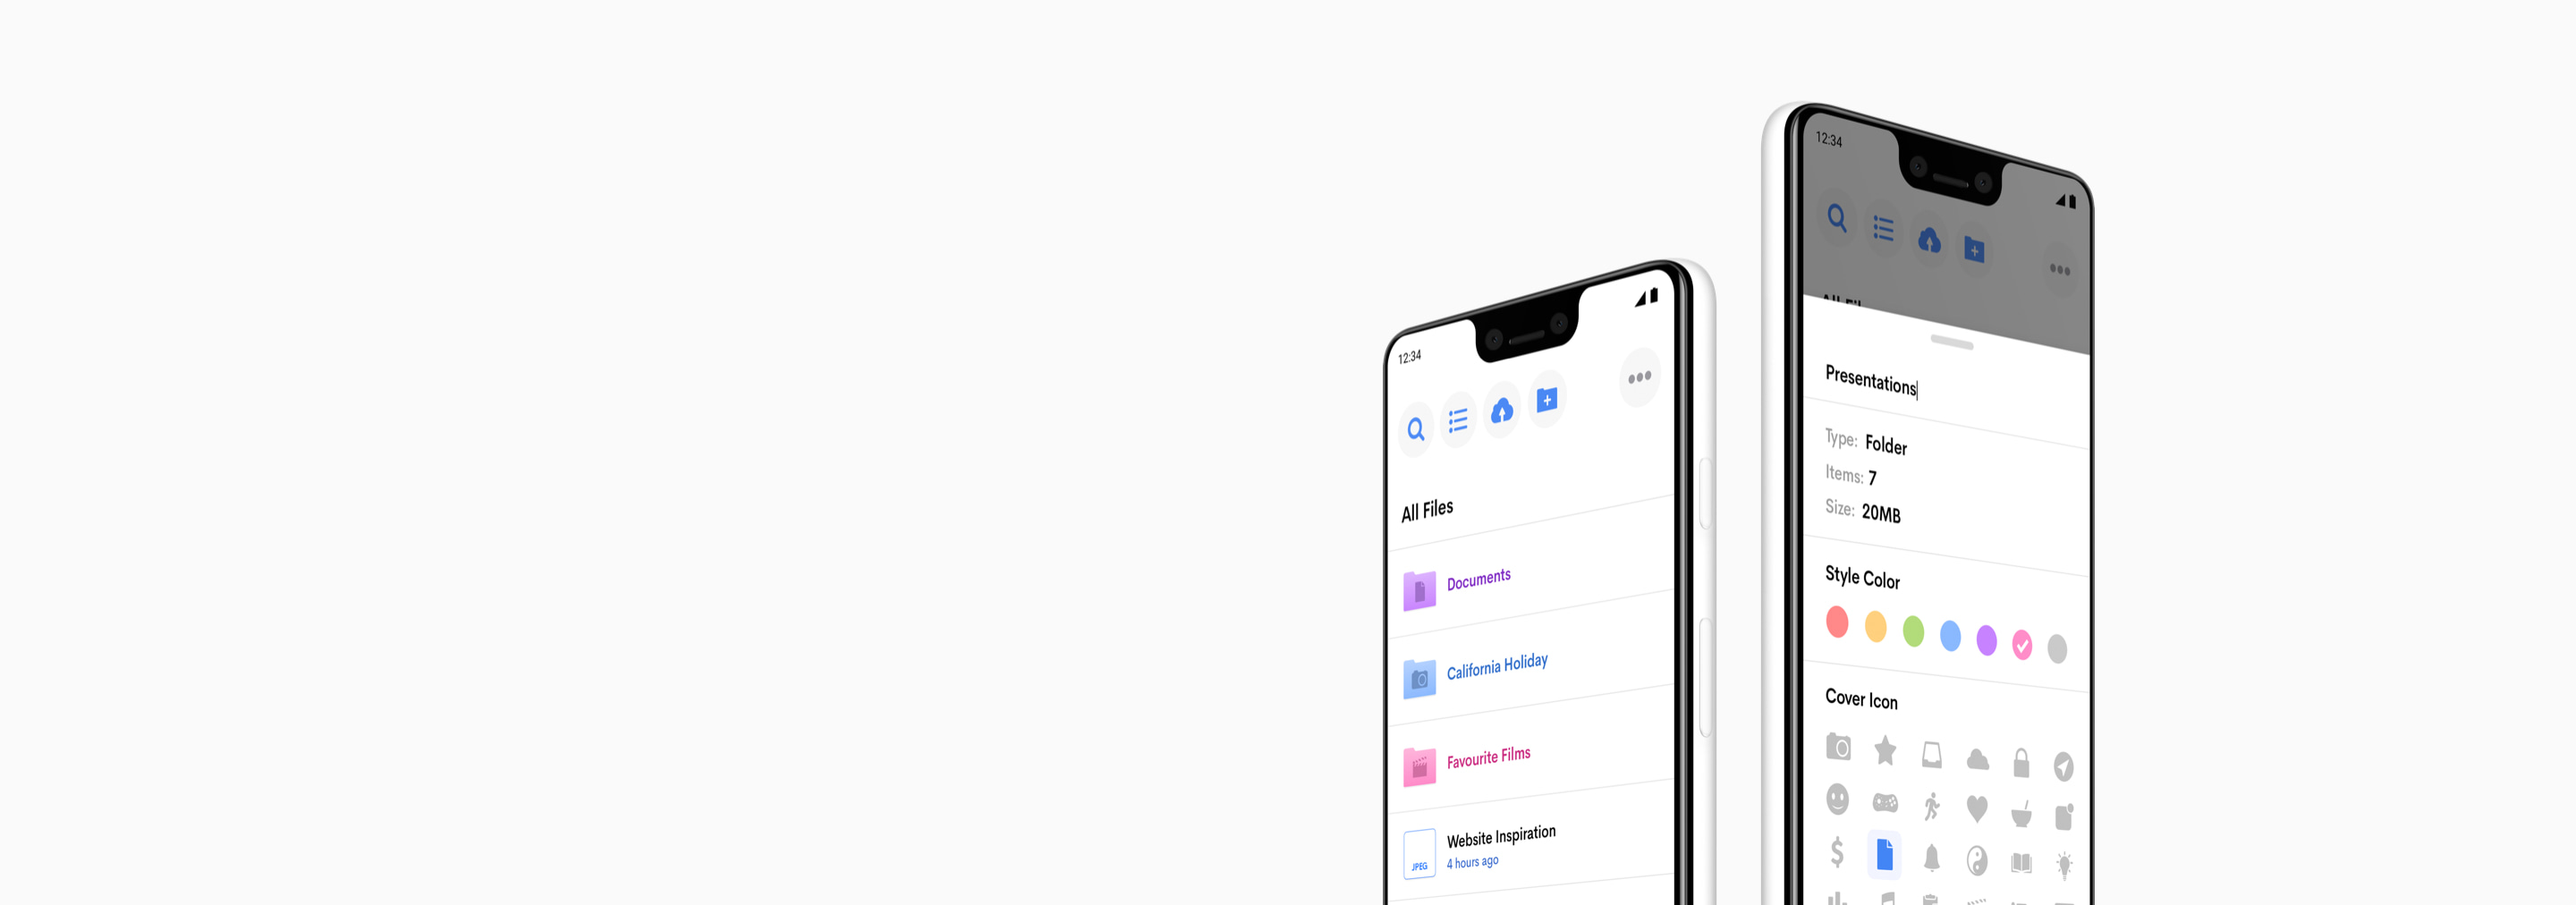 12:34
All Files
Documents
California Holiday
Favourite Films
JPEG
Website Inspiration
4 hours ago
12:34
Presentations
Type: Folder
Items: 7
Size: 20MB
Style Color
Cover Icon